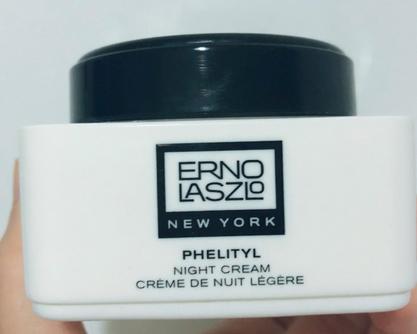 ERNO
LASZLO
NEW YORK
PHELITYL
NIGHT CREAM
CRÈME DE NUIT LÉGÈRE